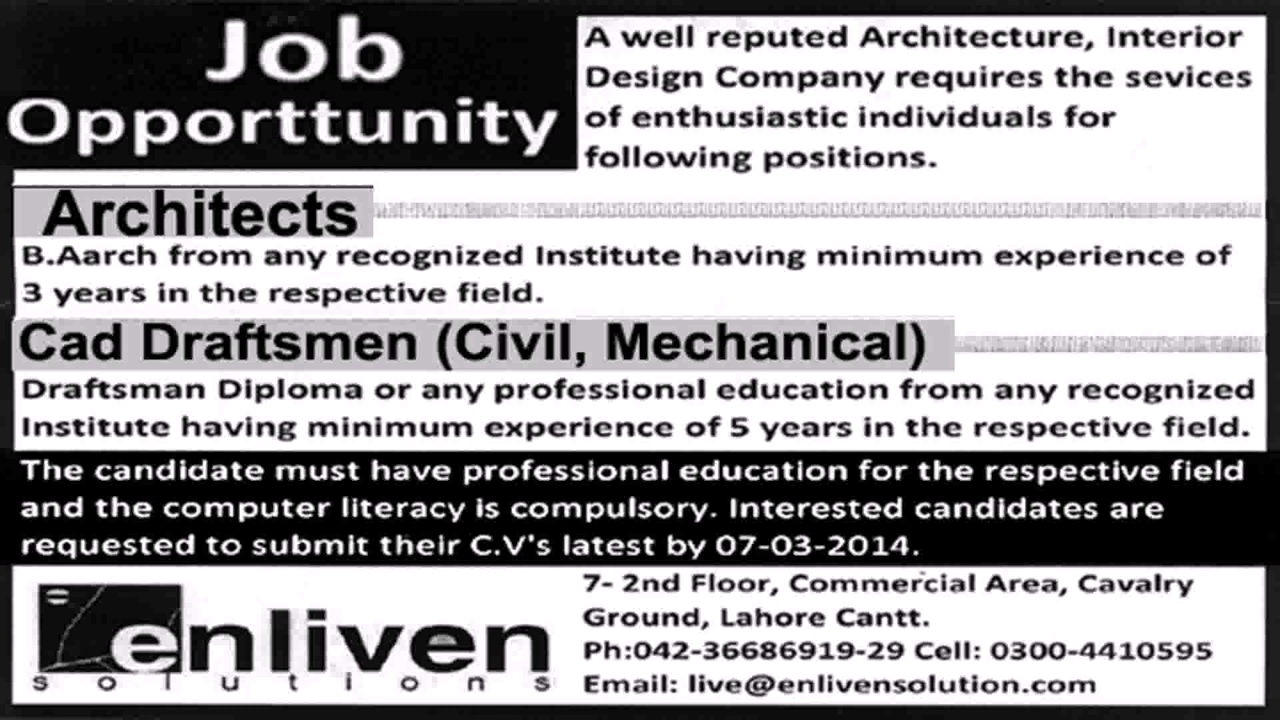 Job
Opporttunity
A well reputed Architecture, Interior
Design Company requires the sevices
of enthusiastic individuals for
following positions.
Architects
B.Aarch from any recognized Institute having minimum experience of
3 years in the respective field.
Cad Draftsmen (Civil, Mechanical)
Draftsman Diploma or any professional education from any recognized
Institute having minimum experience of 5 years in the respective field.
The candidate must have professional education for the respective field
and the computer literacy is compulsory. Interested candidates are
requested to submit their C.V's latest by 07-03-2014.
enliven
solutions
7- 2nd Floor, Commercial Area, Cavalry
Ground, Lahore Cantt.
Ph:042-36686919-29 Cell: 0300-4410595
Email: live@enlivensolution.com